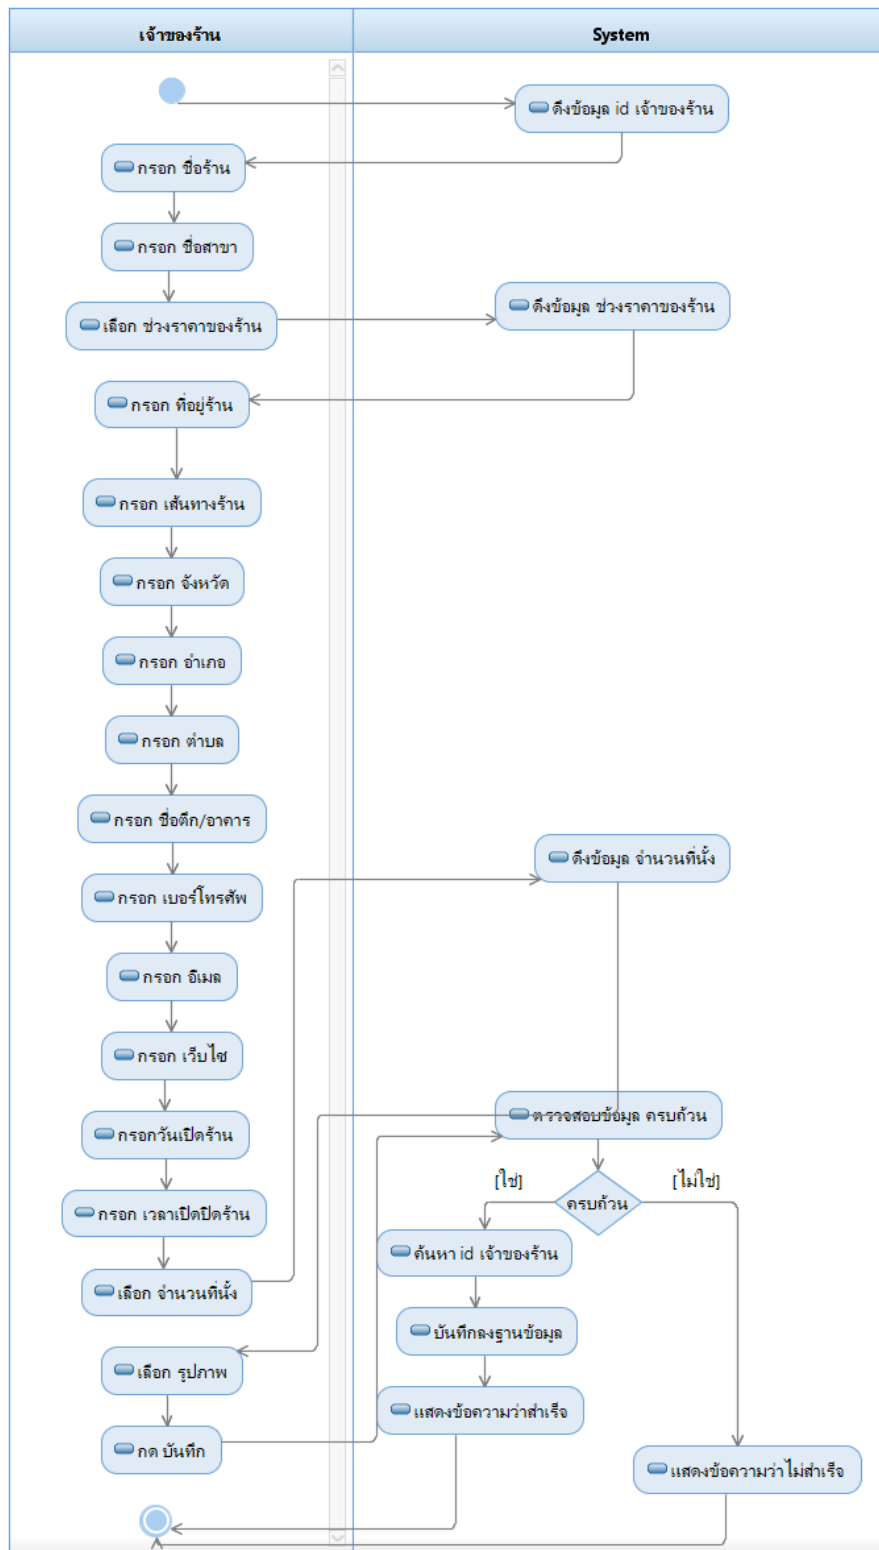 เจ้าของร้าน
System
ดึงข้อมูล id เจ้าของร้าน
กรอก ชื่อร้าน
กรอก ชื่อสาขา
เลือก ช่วงราคาของร้าน
ดึงข้อมูล ช่วงราคาของร้าน
กรอก ที่อยู่ร้าน
กรอก เส้นทางร้าน
กรอก จังหวัด
กรอก อำเภอ
กรอก ตำบล
กรอก ชื่อตึก/อาคาร
ดึงข้อมูล จำนวนที่นั้ง
กรอก เบอร์โทรศัพ
กรอก อีเมล
กรอก เว็บไซ
กรอกวันเปิดร้าน
ตรวจสอบข้อมูล ครบถ้วน
[ใช่]
[ไม่ใช่]
ครบถ้วน
กรอก เวลาเปิดปิดร้าน
ค้นหา id เจ้าของร้าน
เลือก จำนวนที่นั้ง
บันทึกลงฐานข้อมูล
เลือก รูปภาพ
แสดงข้อความว่าสำเร็จ
กด บันทึก
แสดงข้อความว่าไม่สำเร็จ